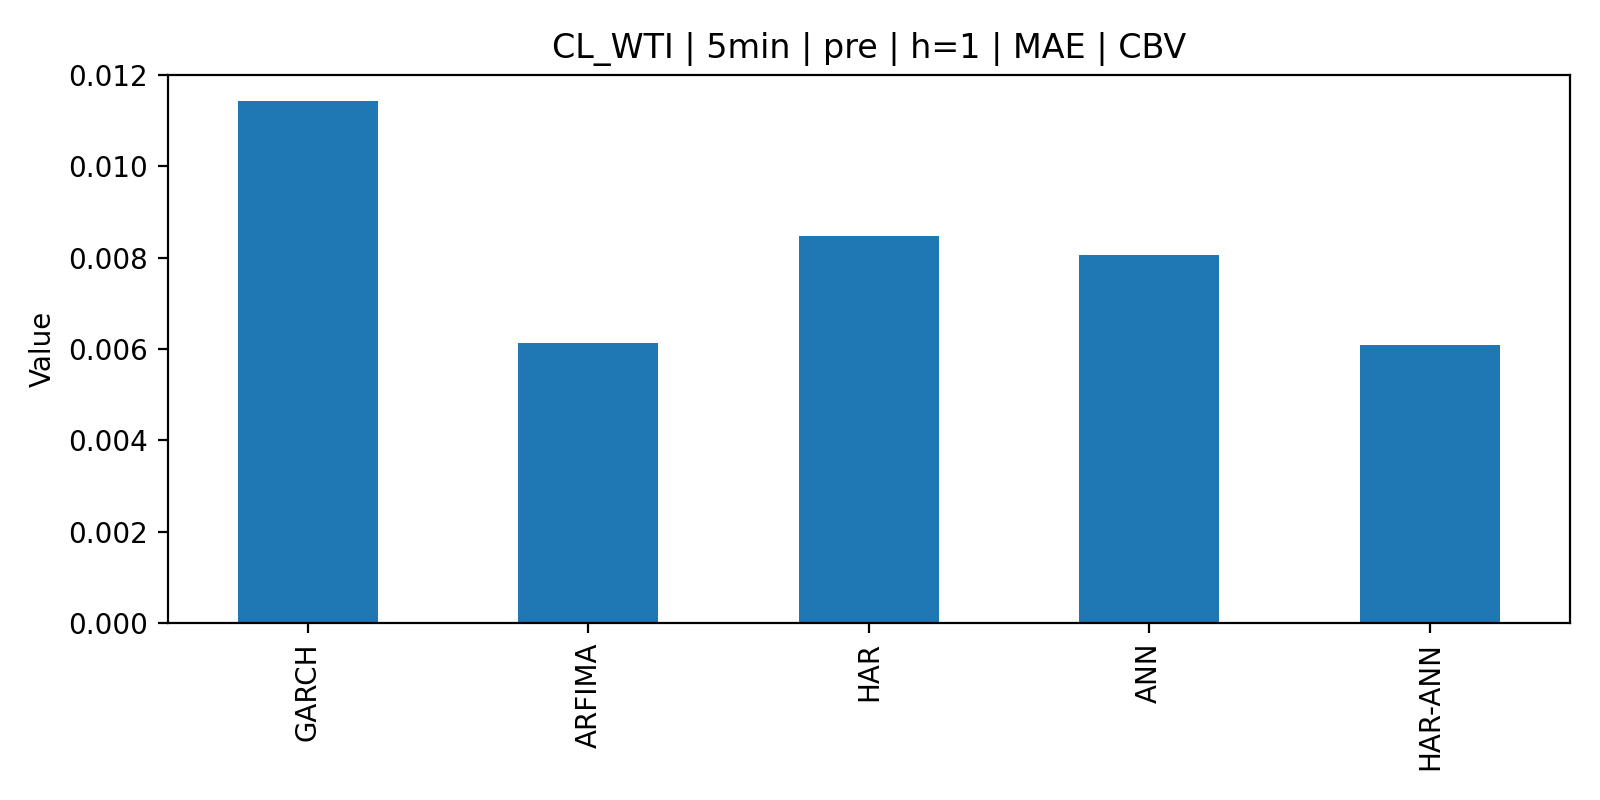 CL_WTI | 5min | pre | h=1 | MAE | CBV
0.012
0.010
0.008
0.006
0.004
0.002
0.000
Value
GARCH
ARFIMA
HAR
ANN
HAR-ANN